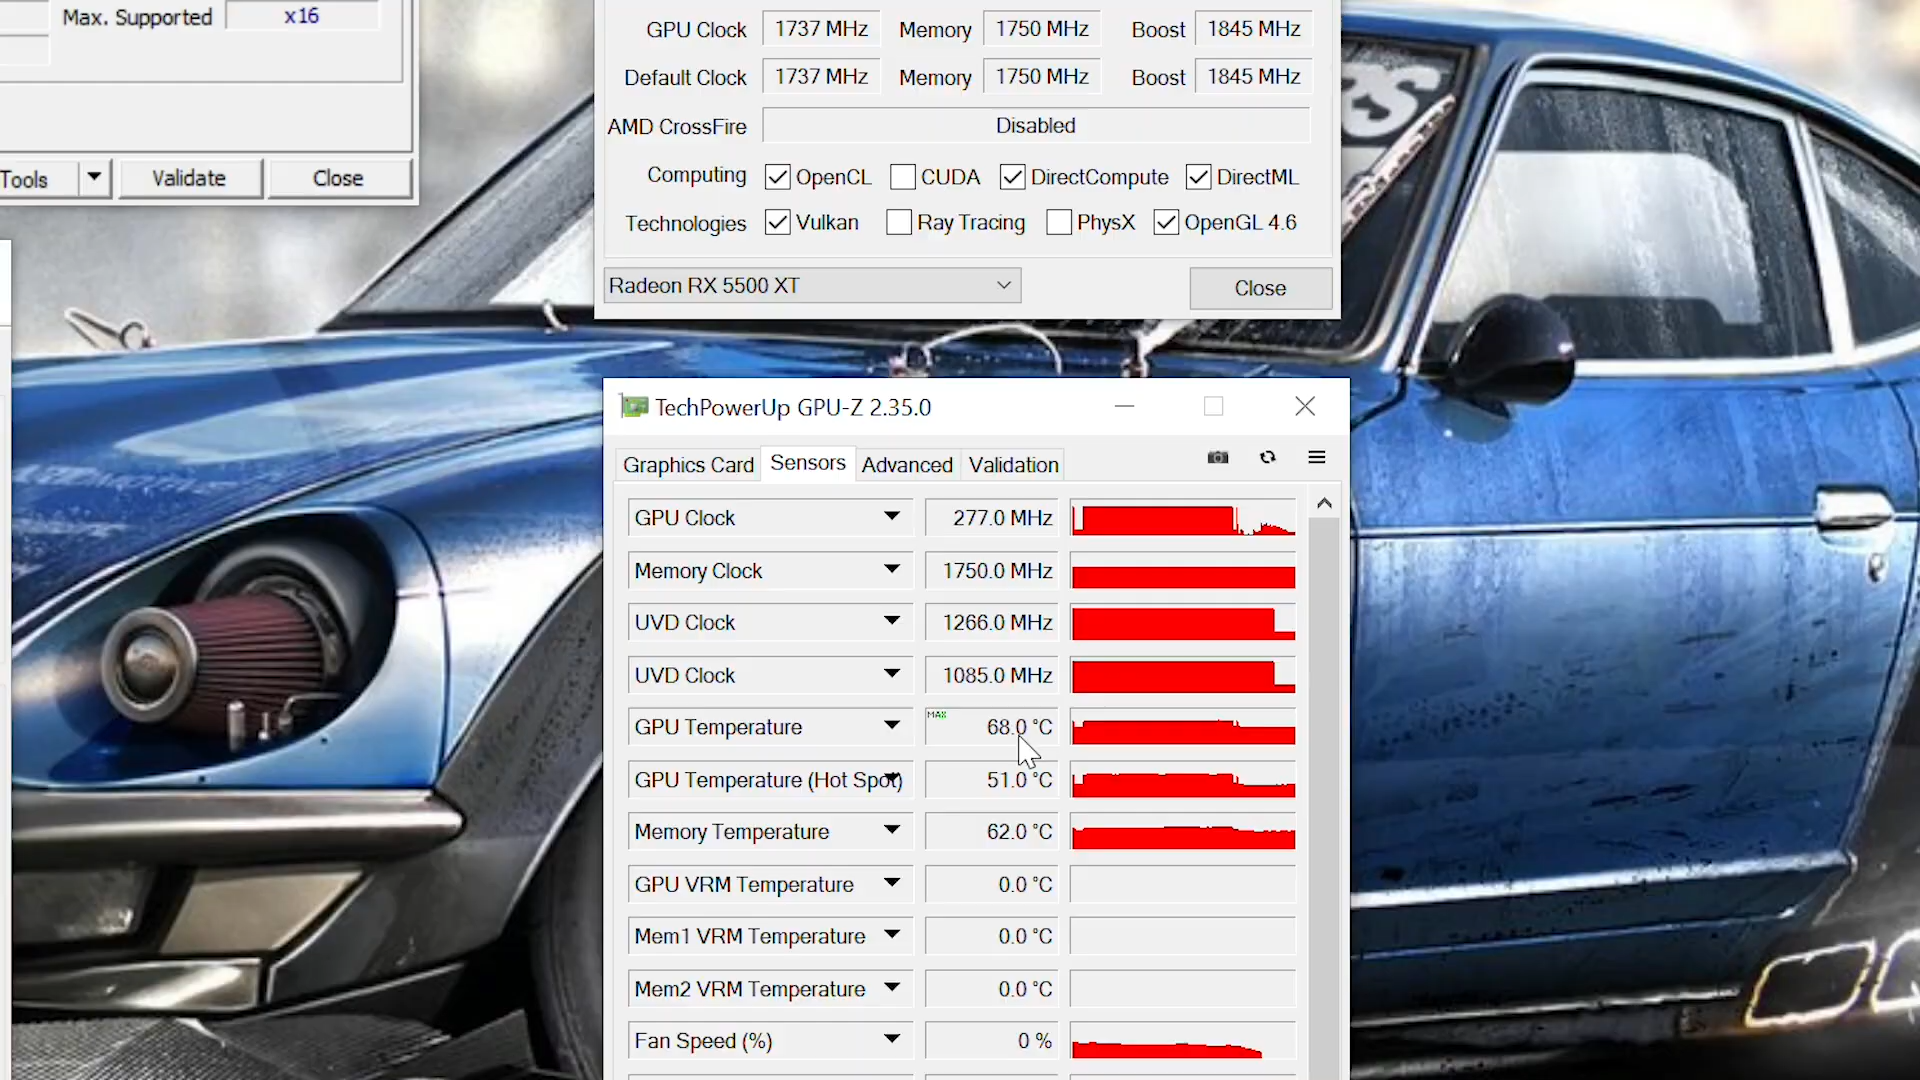 Max. Supported x16
Tools Validate Close
GPU Clock 1737 MHz Memory 1750 MHz Boost 1845 MHz
Default Clock 1737 MHz Memory 1750 MHz Boost 1845 MHz
AMD CrossFire Disabled
Computing OpenCL CUDA DirectCompute DirectML
Technologies Vulkan Ray Tracing PhysX OpenGL 4.6
Radeon RX 5500 XT Close
TechPowerUp GPU-Z 2.35.0
Graphics Card Sensors Advanced Validation
GPU Clock 277.0 MHz
Memory Clock 1750.0 MHz
UVD Clock 1266.0 MHz
UVD Clock 1085.0 MHz
GPU Temperature MAX 68.0 °C
GPU Temperature (Hot Spot) 51.0 °C
Memory Temperature 62.0 °C
GPU VRM Temperature 0.0 °C
Mem1 VRM Temperature 0.0 °C
Mem2 VRM Temperature 0.0 °C
Fan Speed (%) 0 %